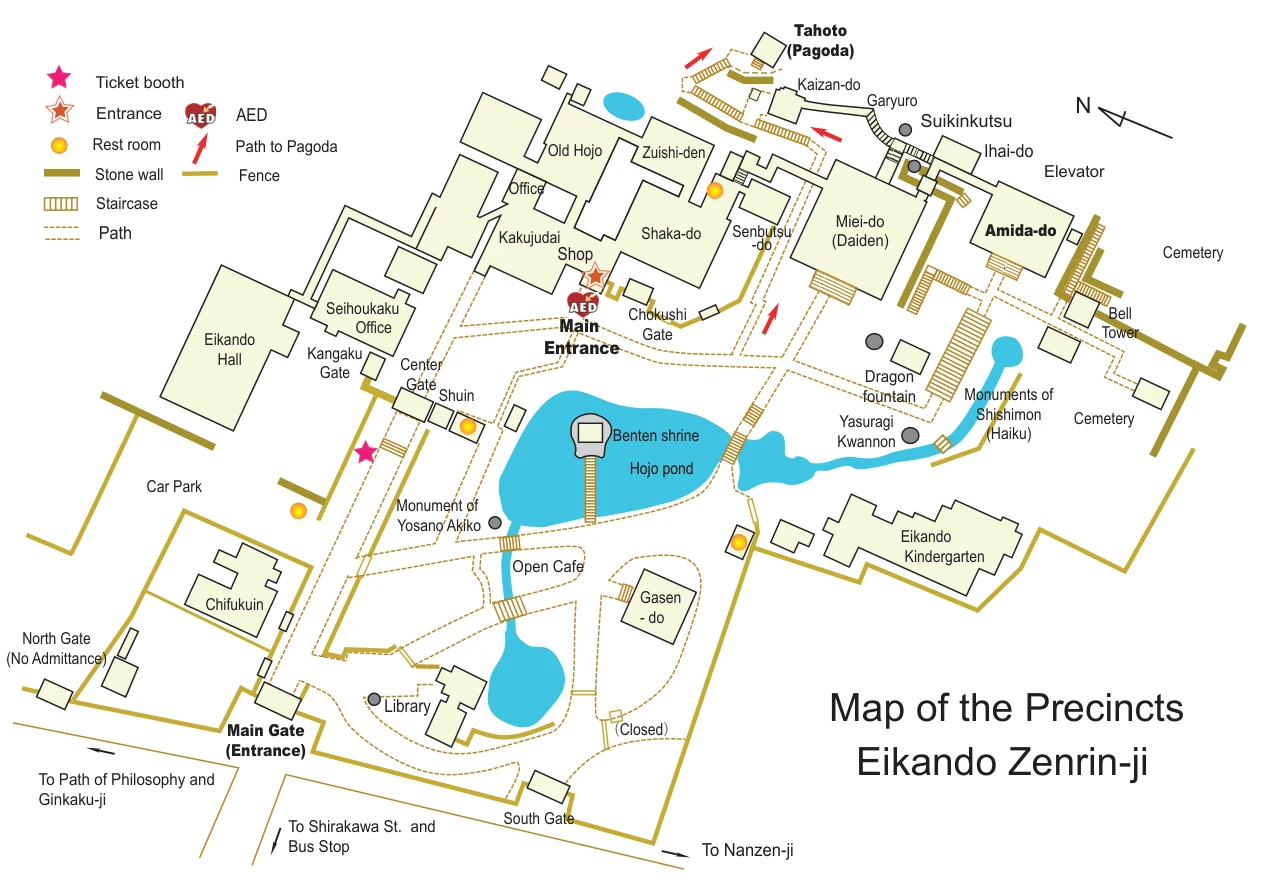 Ticket booth
Entrance
AED
AED
Rest room
Path to Pagoda
Stone wall
Fence
Staircase
Path
Tahoto
(Pagoda)
Kaizan-do
Garyuro
N
Suikinkutsu
Ihai-do
Elevator
Old Hojo
Zuishi-den
Office
Kakujudai
Shop
Shaka-do
Senbutsu
-do
Miei-do
(Daiden)
Amida-do
Cemetery
Seihoukaku
Office
AED
Main
Entrance
Chokushi
Gate
Bell
Tower
Eikando
Hall
Kangaku
Gate
Center
Gate
Shuin
Dragon
fountain
Monuments of
Shishimon
(Haiku)
Cemetery
Yasuragi
Kwannon
Benten shrine
Hojo pond
Car Park
Monument of
Yosano Akiko
Eikando
Kindergarten
Open Cafe
Gasen
- do
Chifukuin
North Gate
(No Admittance)
Library
(Closed)
Main Gate
(Entrance)
Map of the Precincts
Eikando Zenrin-ji
To Path of Philosophy and
Ginkaku-ji
South Gate
To Shirakawa St. and
Bus Stop
To Nanzen-ji